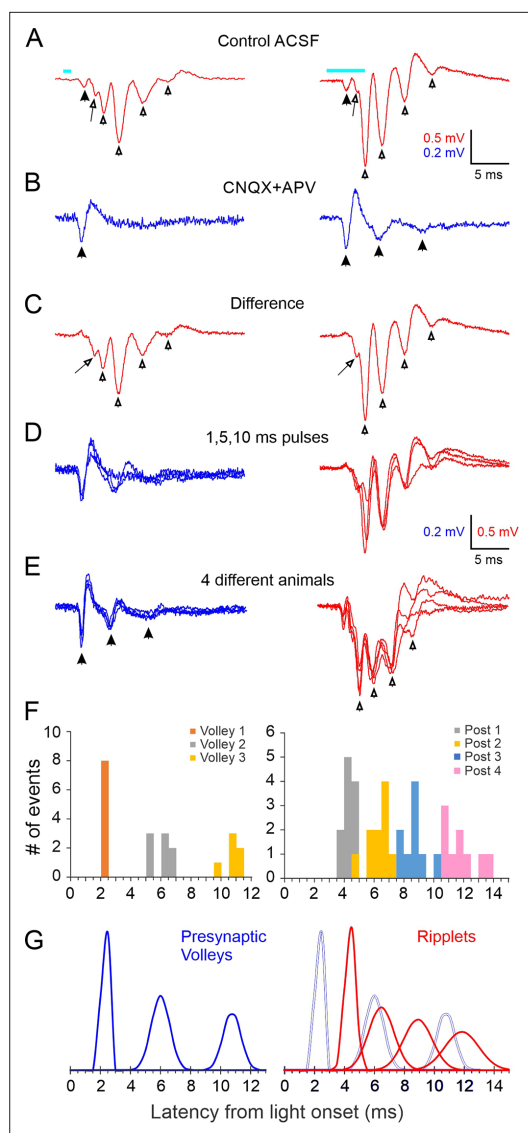 A
Control ACSF
0.5 mV
0.2 mV
5 ms
B
CNQX+APV
C
Difference
D
1,5,10 ms pulses
0.2 mV
0.5 mV
5 ms
E
4 different animals
F
# of events
10
8
6
4
2
0
Volley 1
Volley 2
Volley 3
0 2 4 6 8 10 12
6
5
4
3
2
1
0
Post 1
Post 2
Post 3
Post 4
0 2 4 6 8 10 12 14
G
Presynaptic
Volleys
Ripplets
0 2 4 6 8 10 12
0 2 4 6 8 10 12 14
Latency from light onset (ms)